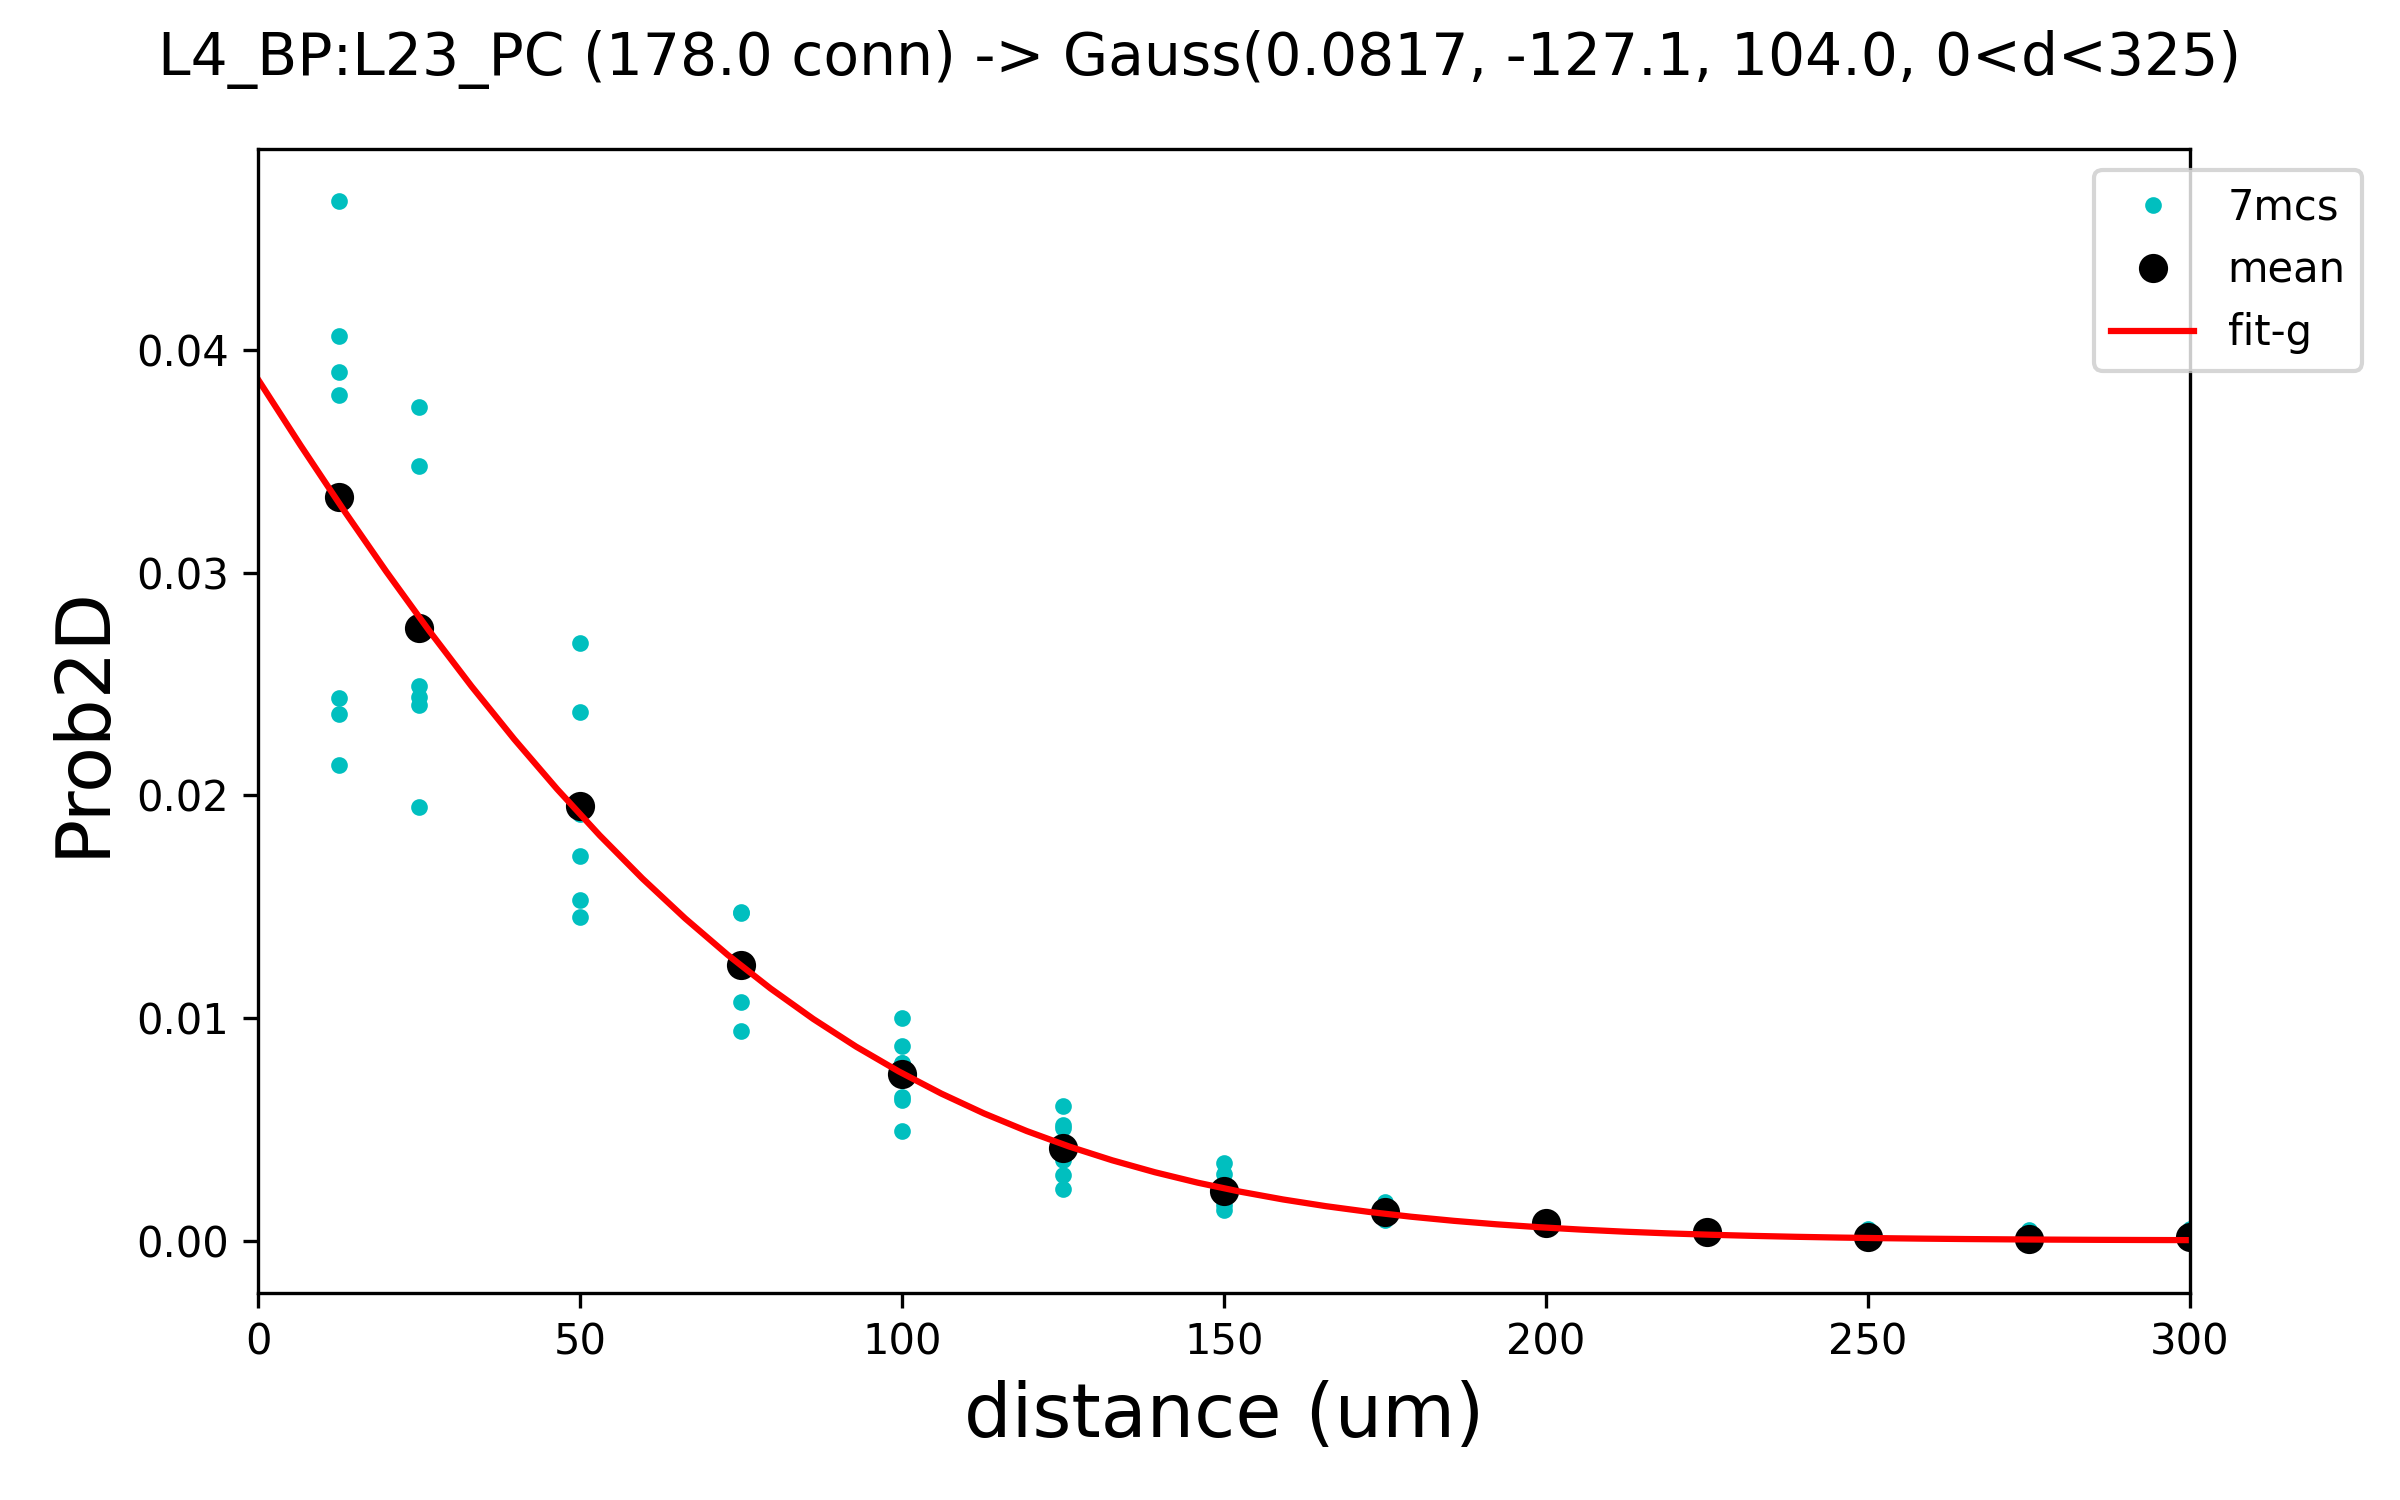 L4_BP:L23_PC (178.0 conn) -> Gauss(0.0817, -127.1, 104.0, 0<d<325)
7mcs
mean
fit-g
Prob2D
0.04
0.03
0.02
0.01
0.00
0 50 100 150 200 250 300
distance (um)